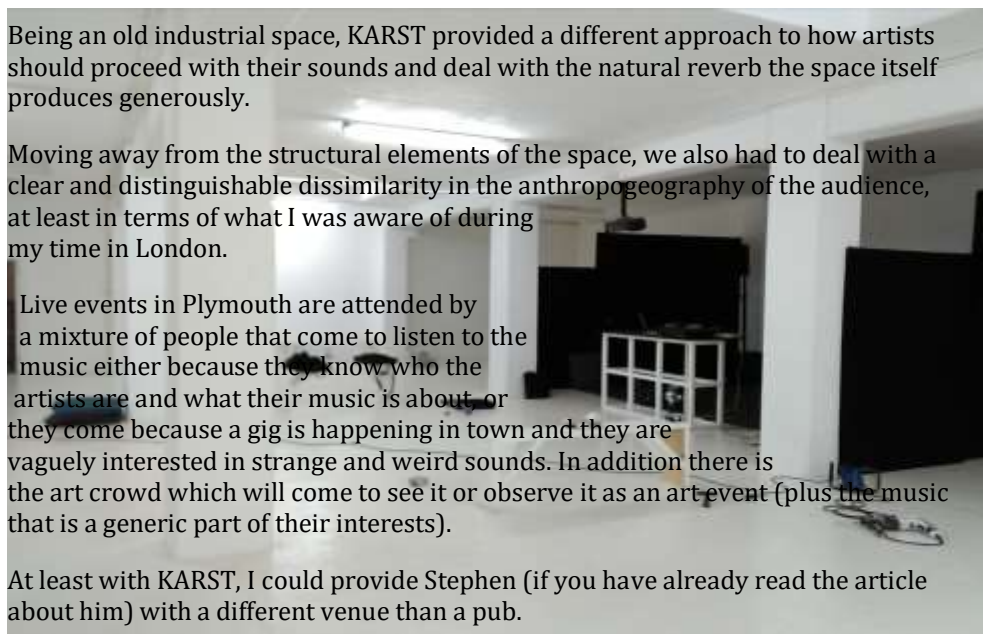 Being an old industrial space, KARST provided a different approach to how artists
should proceed with their sounds and deal with the natural reverb the space itself
produces generously.
Moving away from the structural elements of the space, we also had to deal with a
clear and distinguishable dissimilarity in the anthropogeography of the audience,
at least in terms of what I was aware of during
my time in London.
Live events in Plymouth are attended by
a mixture of people that come to listen to the
music either because they know who the
artists are and what their music is about, or
they come because a gig is happening in town and they are
vaguely interested in strange and weird sounds. In addition there is
the art crowd which will come to see it or observe it as an art event (plus the music
that is a generic part of their interests).
At least with KARST, I could provide Stephen (if you have already read the article
about him) with a different venue than a pub.